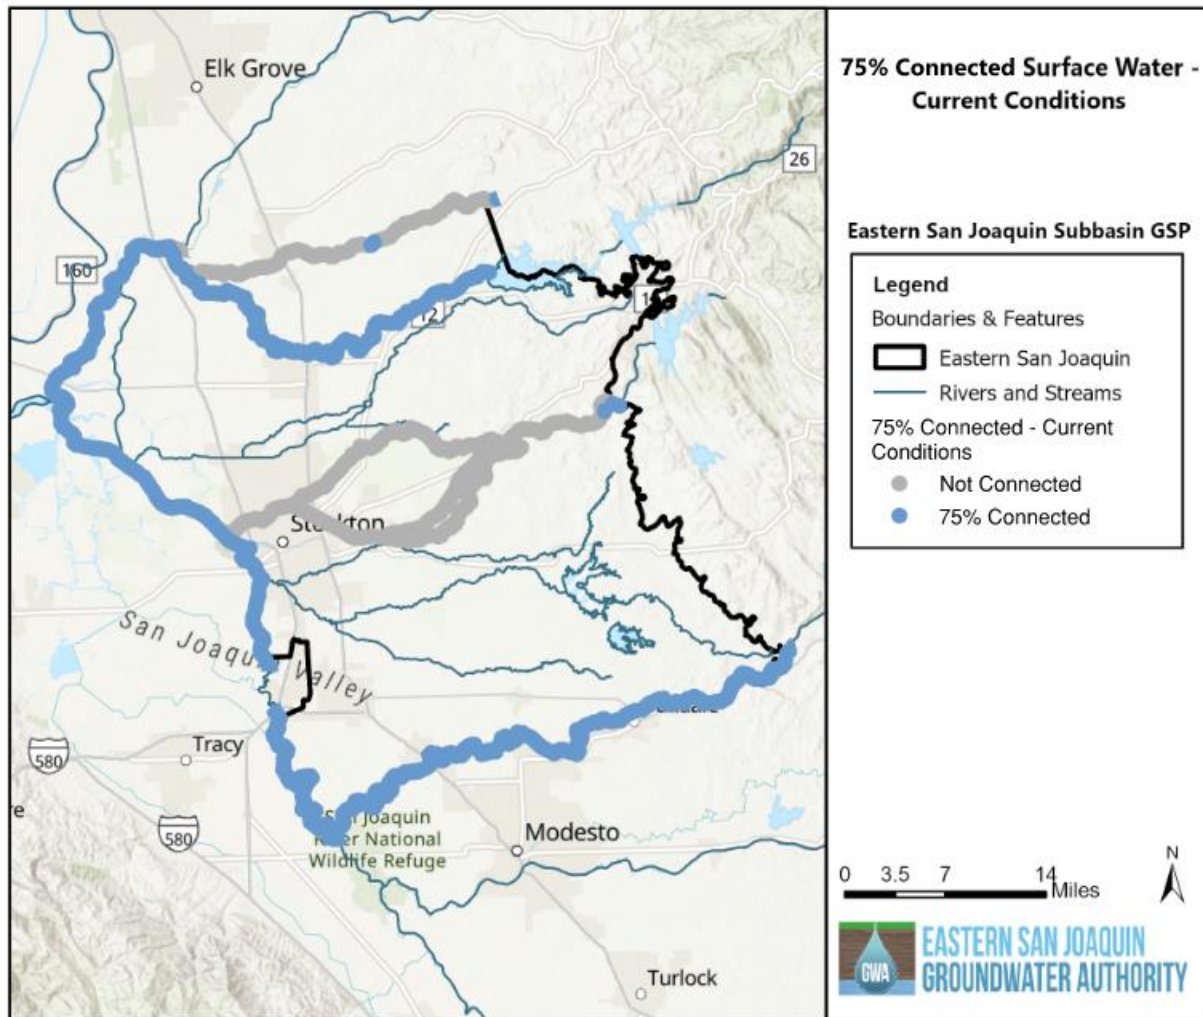 Elk Grove
26
160
12
Stockton
San Joaquin Valley
Tracy
580
580
San Joaquin
River National
Wildlife Refuge
Modesto
Turlock
75% Connected Surface Water -
Current Conditions
Eastern San Joaquin Subbasin GSP
Legend
Boundaries & Features
Eastern San Joaquin
Rivers and Streams
75% Connected - Current
Conditions
Not Connected
75% Connected
0 3.5 7 14
Miles
N
GWA
EASTERN SAN JOAQUIN
GROUNDWATER AUTHORITY